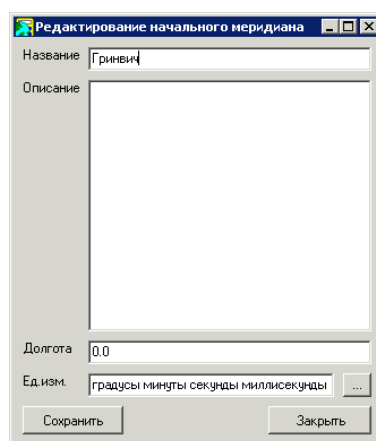 Редактирование начального меридиана
Название Гринвич
Описание
Долгота 0.0
Ед.изм. градусы минуты секунды миллисекунды ...
Сохранить Закрыть